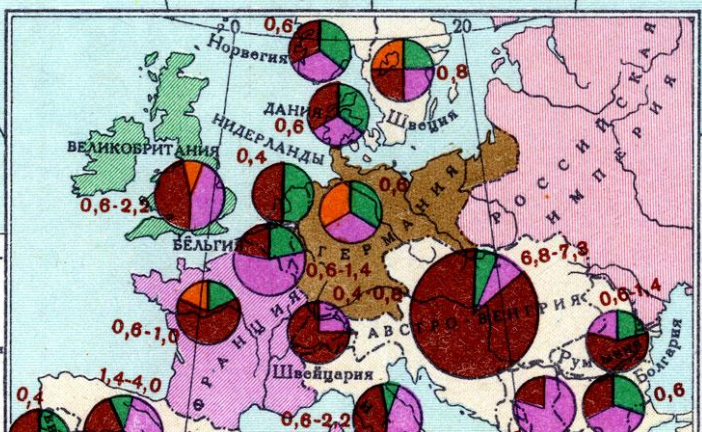 0
20
0,6
Норвегия
0,8
Швеция
ДАНИЯ
0,6
НИДЕРЛАНДЫ
0,4
ВЕЛИКОБРИТАНИЯ
0,6-2,2
БЕЛЬГИЯ
0,6-1,4
0,6
ГЕРМАНИЯ
РОССИЙСКАЯ
ИМПЕРИЯ
6,8-7,3
0,4-0,8
АВСТРО-ВЕНГРИЯ
0,6-1,4
0,6-1,0
ФРАНЦИЯ
Швейцария
Румыния
Болгария
0,4
1,4-4,0
0,6-2,2
0,6